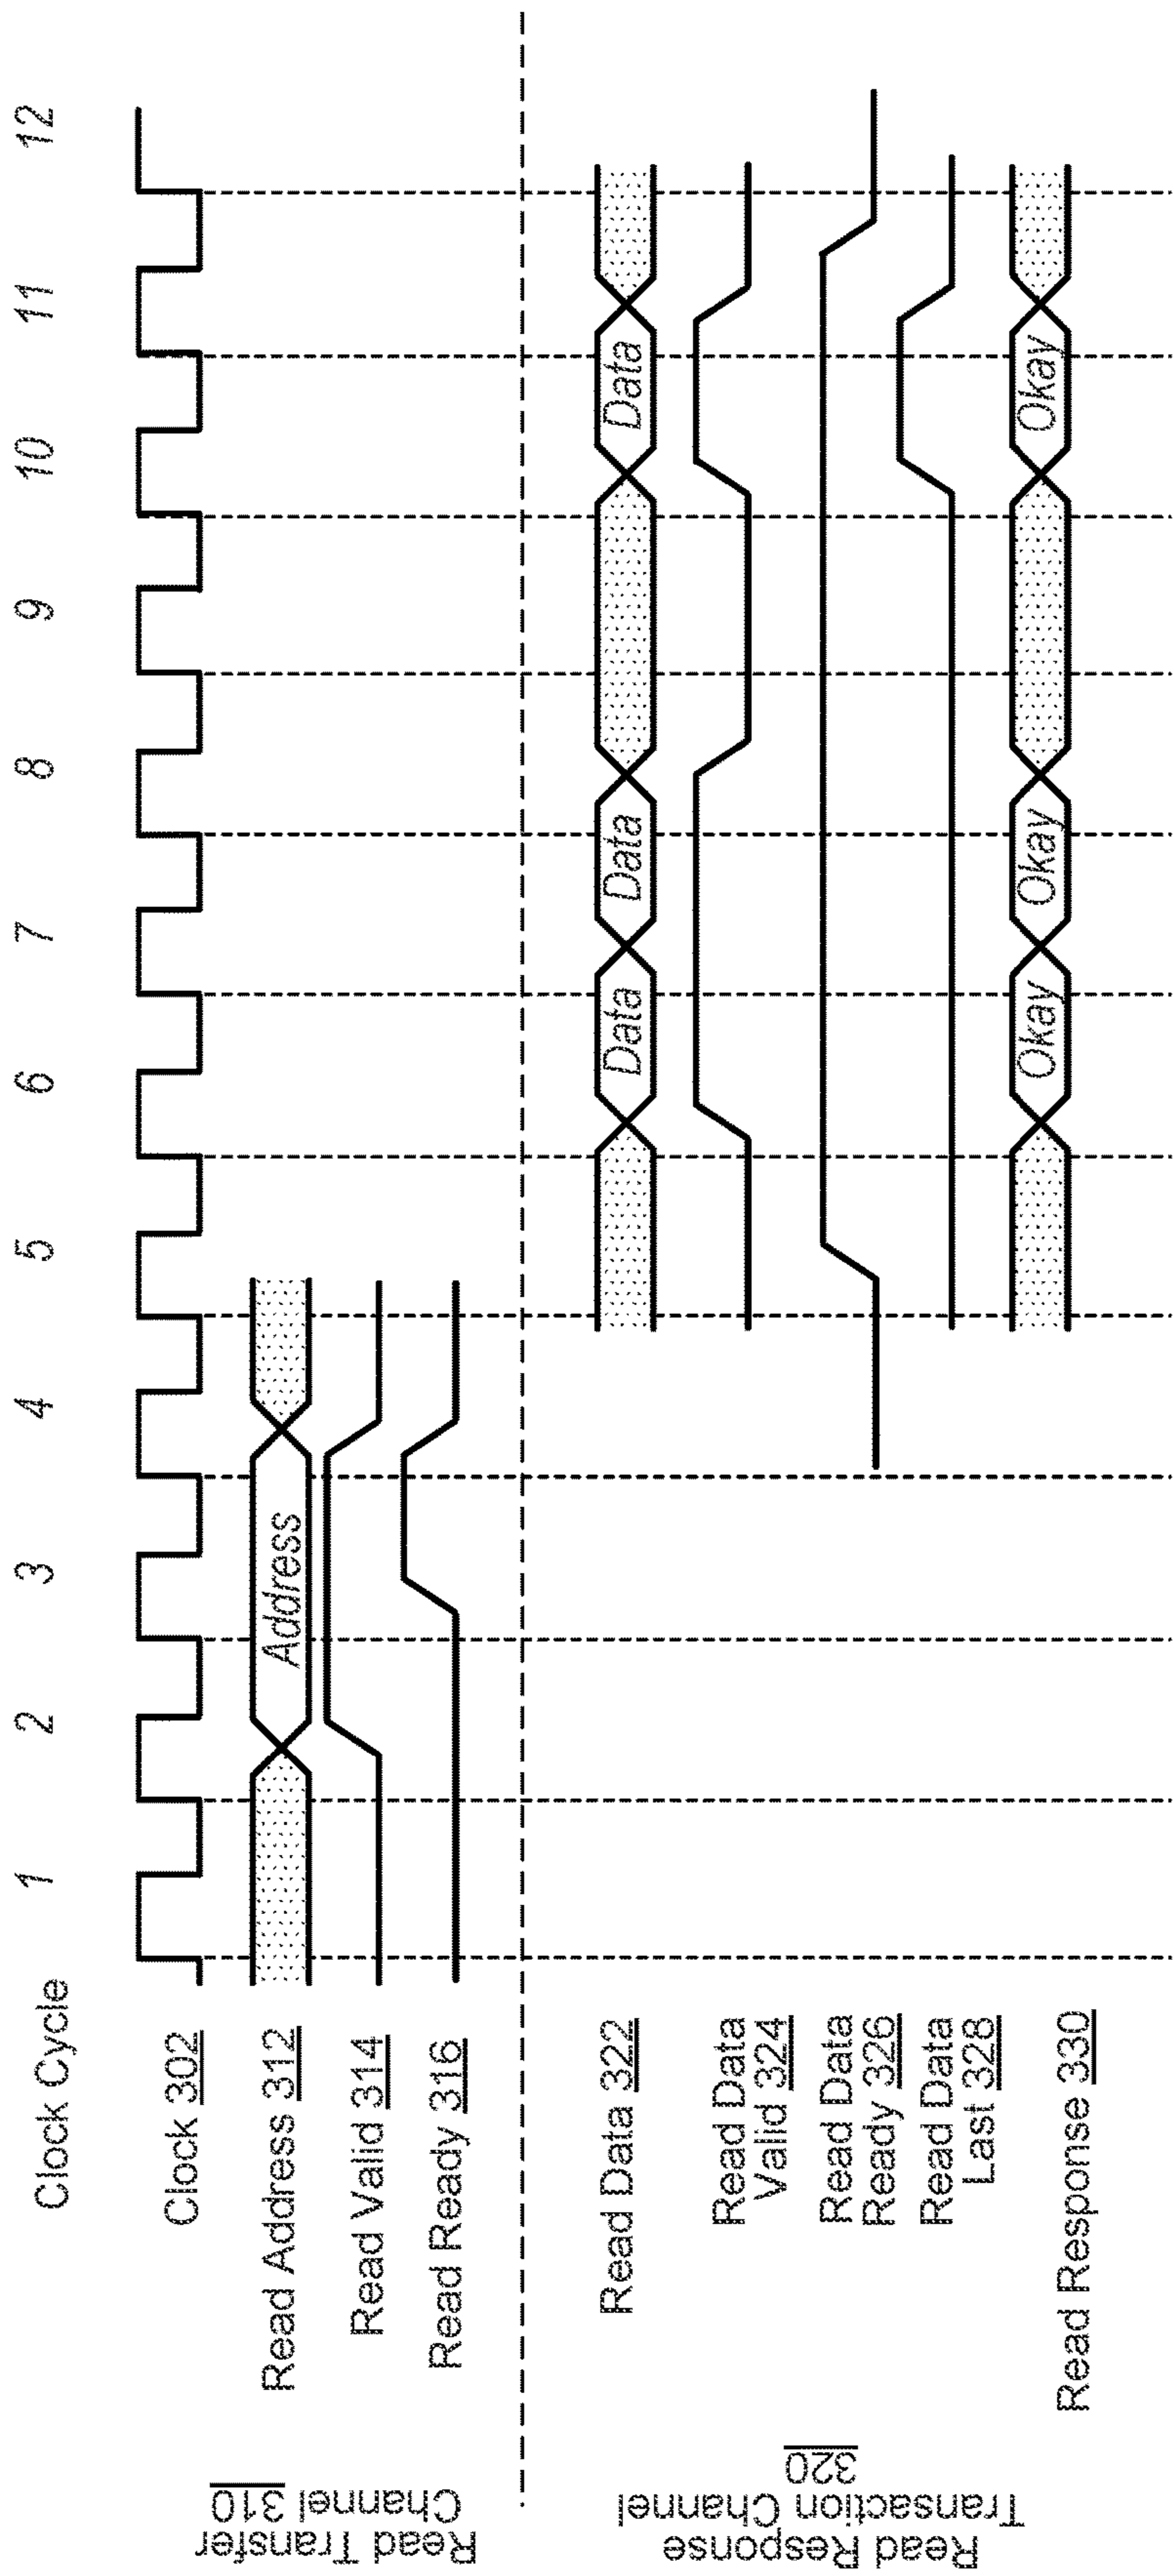 Clock Cycle 1 2 3 4 5 6 7 8 9 10 11 12
Clock 302
Read Transfer
Channel 310
Read Address 312 Address
Read Valid 314
Read Ready 316
Read Response
Transaction Channel
320
Read Data 322 Data Data Data
Read Data
Valid 324
Read Data
Ready 326
Read Data
Last 328
Read Response 330 Okay Okay Okay